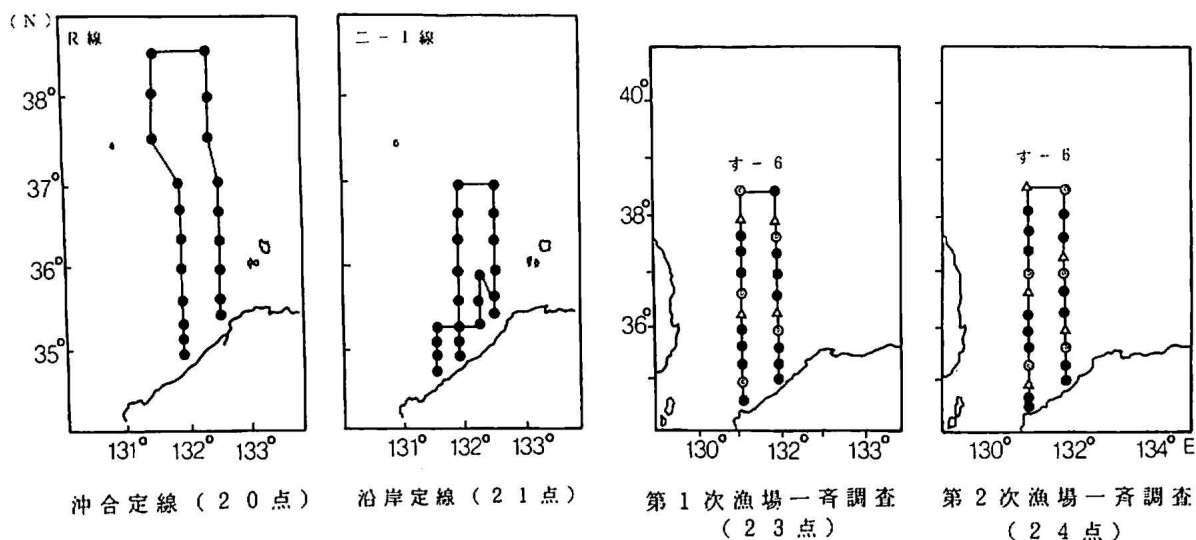 (N)
R線
38°
37°
36°
35°
131° 132° 133°
沖合定線(20点)
ニ-1線
131° 132° 133°
沿岸定線(21点)
す-6
40°
38°
36°
130° 132° 133°
第1次漁場一斉調査
(23点)
す-6
130° 132° 134° E
第2次漁場一斉調査
(24点)